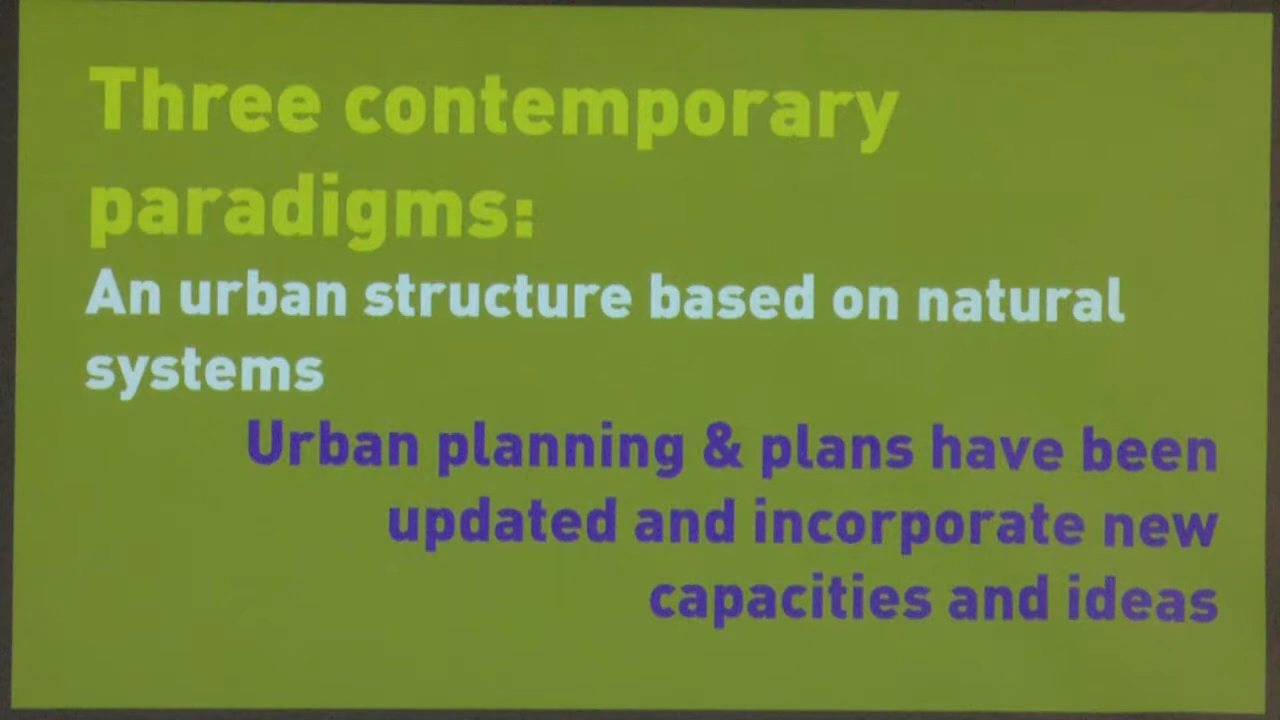 Three contemporary
paradigms:
An urban structure based on natural
systems
Urban planning & plans have been
updated and incorporate new
capacities and ideas